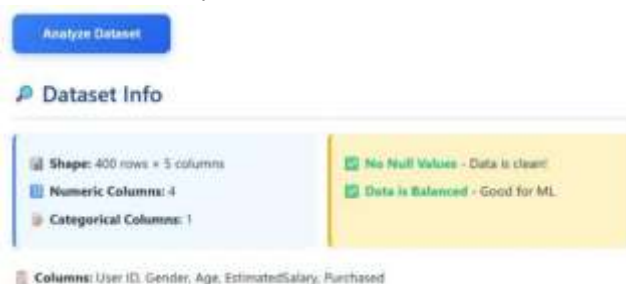 Analyze Dataset
Dataset Info
Shape: 400 rows × 5 columns
Numeric Columns: 4
Categorical Columns: 1
No Null Values - Data is clean!
Data is Balanced - Good for ML
Columns: User ID, Gender, Age, EstimatedSalary, Purchased